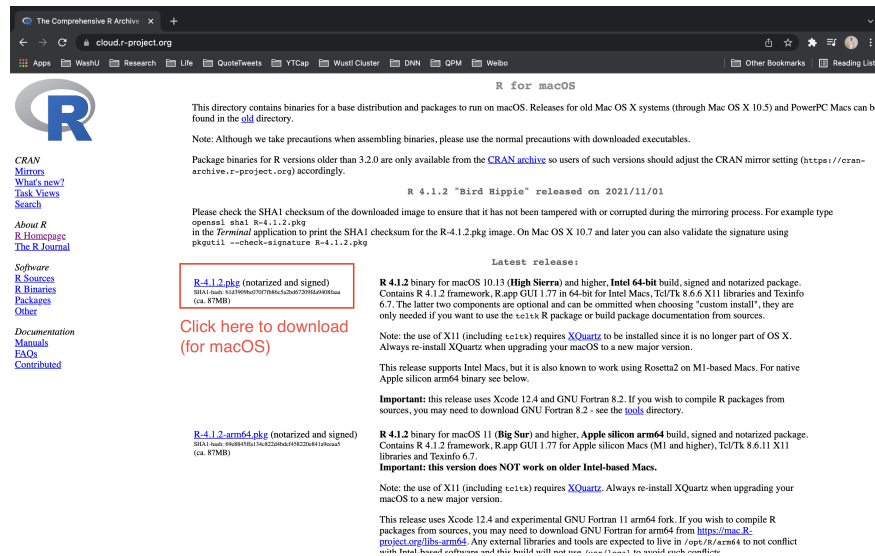 The Comprehensive R Archive
cloud.r-project.org
Apps WashU Research Life QuoteTweets YTCap Wustl Cluster DNN QPM Weibo Other Bookmarks Reading List
R
CRAN
Mirrors
What's new?
Task Views
Search
About R
R Homepage
The R Journal
Software
R Sources
R Binaries
Packages
Other
Documentation
Manuals
FAQs
Contributed
R for macOS
This directory contains binaries for a base distribution and packages to run on macOS. Releases for old Mac OS X systems (through Mac OS X 10.5) and PowerPC Macs can be
found in the old directory.
Note: Although we take precautions when assembling binaries, please use the normal precautions with downloaded executables.
Package binaries for R versions older than 3.2.0 are only available from the CRAN archive so users of such versions should adjust the CRAN mirror setting (https://cran-
archive.r-project.org) accordingly.
R 4.1.2 "Bird Hippie" released on 2021/11/01
Please check the SHA1 checksum of the downloaded image to ensure that it has not been tampered with or corrupted during the mirroring process. For example type
openssl sha1 R-4.1.2.pkg
in the Terminal application to print the SHA1 checksum for the R-4.1.2.pkg image. On Mac OS X 10.7 and later you can also validate the signature using
pkgutil --check-signature R-4.1.2.pkg
Latest release:
R-4.1.2.pkg (notarized and signed)
SHA1-hash:
(ca. 87MB)
Click here to download
(for macOS)
R 4.1.2 binary for macOS 10.13 (High Sierra) and higher, Intel 64-bit build, signed and notarized package.
Contains R 4.1.2 framework, R.app GUI 1.77 in 64-bit for Intel Macs, Tcl/Tk 8.6.6 X11 libraries and Texinfo
6.7. The latter two components are optional and can be ommitted when choosing "custom install", they are
only needed if you want to use the tcltk R package or build package documentation from sources.
Note: the use of X11 (including tcltk) requires XQuartz to be installed since it is no longer part of OS X.
Always re-install XQuartz when upgrading your macOS to a new major version.
This release supports Intel Macs, but it is also known to work using Rosetta2 on M1-based Macs. For native
Apple silicon arm64 binary see below.
Important: this release uses Xcode 12.4 and GNU Fortran 8.2. If you wish to compile R packages from
sources, you may need to download GNU Fortran 8.2 - see the tools directory.
R-4.1.2-arm64.pkg (notarized and signed)
SHA1-hash:
(ca. 87MB)
R 4.1.2 binary for macOS 11 (Big Sur) and higher, Apple silicon arm64 build, signed and notarized package.
Contains R 4.1.2 framework, R.app GUI 1.77 for Apple silicon Macs (M1 and higher), Tcl/Tk 8.6.11 X11
libraries and Texinfo 6.7.
Important: this version does NOT work on older Intel-based Macs.
Note: the use of X11 (including tcltk) requires XQuartz. Always re-install XQuartz when upgrading your
macOS to a new major version.
This release uses Xcode 12.4 and experimental GNU Fortran 11 arm64 fork. If you wish to compile R
packages from sources, you may need to download GNU Fortran for arm64 from https://mac.R-
project.org/libs-arm64. Any external libraries and tools are expected to live in /opt/R/arm64 to not conflict
with Intel-based software and this build will not use /usr/local to avoid such conflicts.